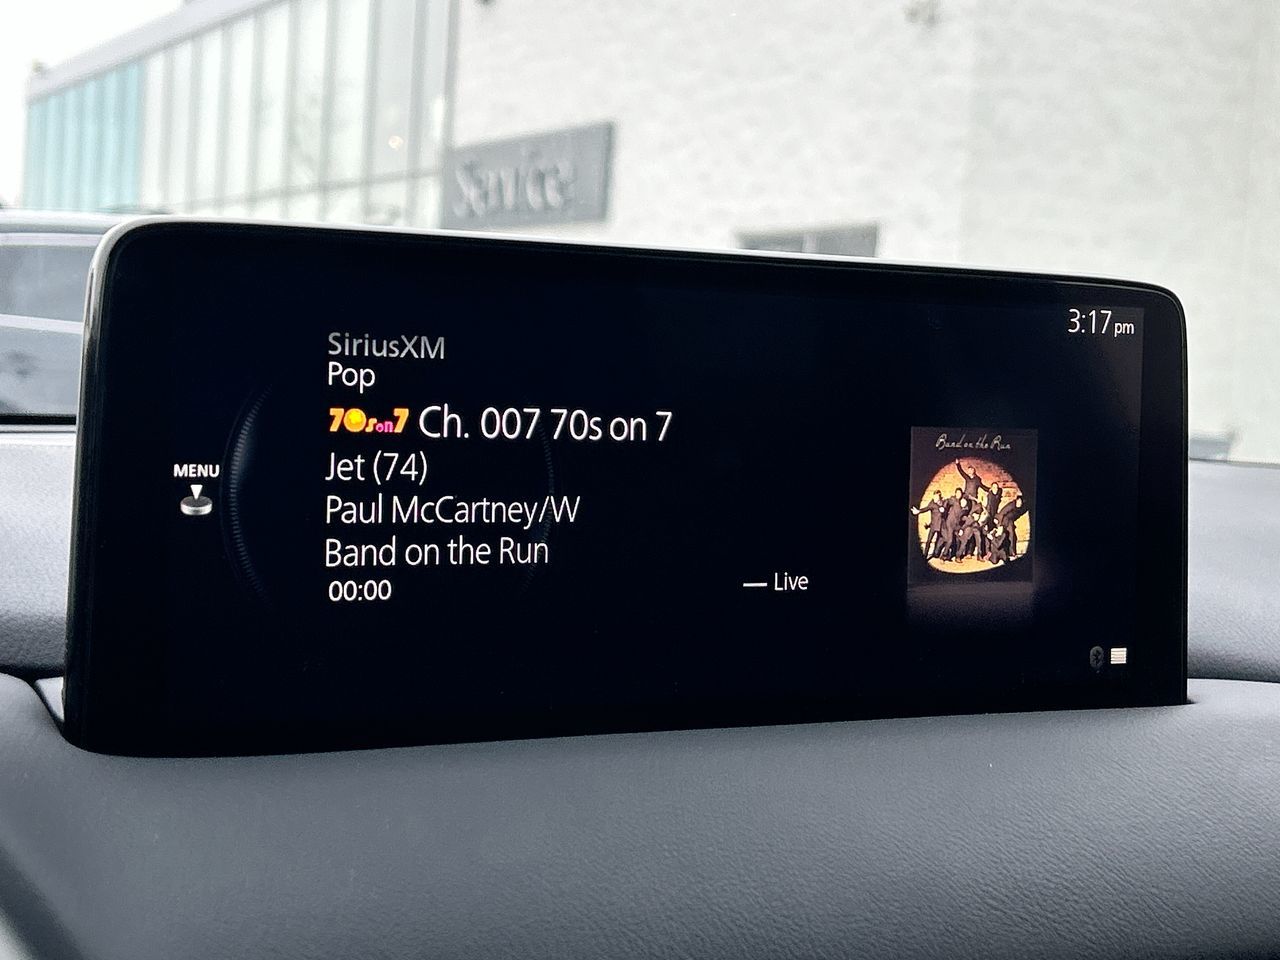 Service
3:17 pm
SiriusXM
Pop
70s on 7 Ch. 007 70s on 7
Jet (74)
MENU
Paul McCartney/W
Band on the Run
00:00
Live
Band on the Run